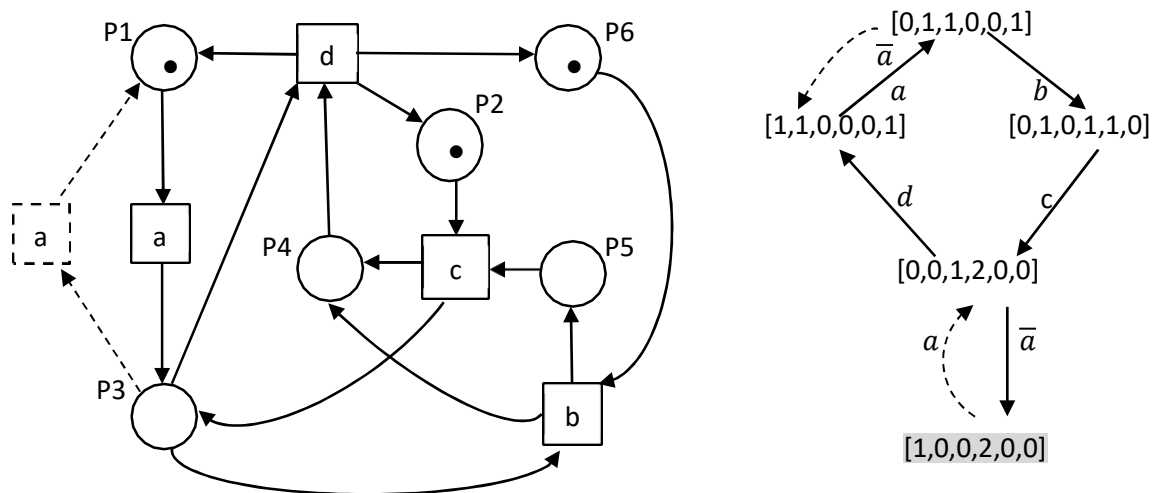 P1
d
P6
P2
a
a
P4
c
P5
P3
b
[0,1,1,0,0,1]
a̅
a
b
[1,1,0,0,0,1]
[0,1,0,1,1,0]
d
c
[0,0,1,2,0,0]
a
a̅
[1,0,0,2,0,0]